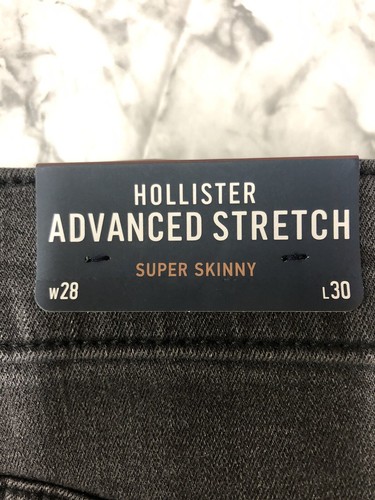 HOLLISTER
ADVANCED STRETCH
SUPER SKINNY
W28 L30